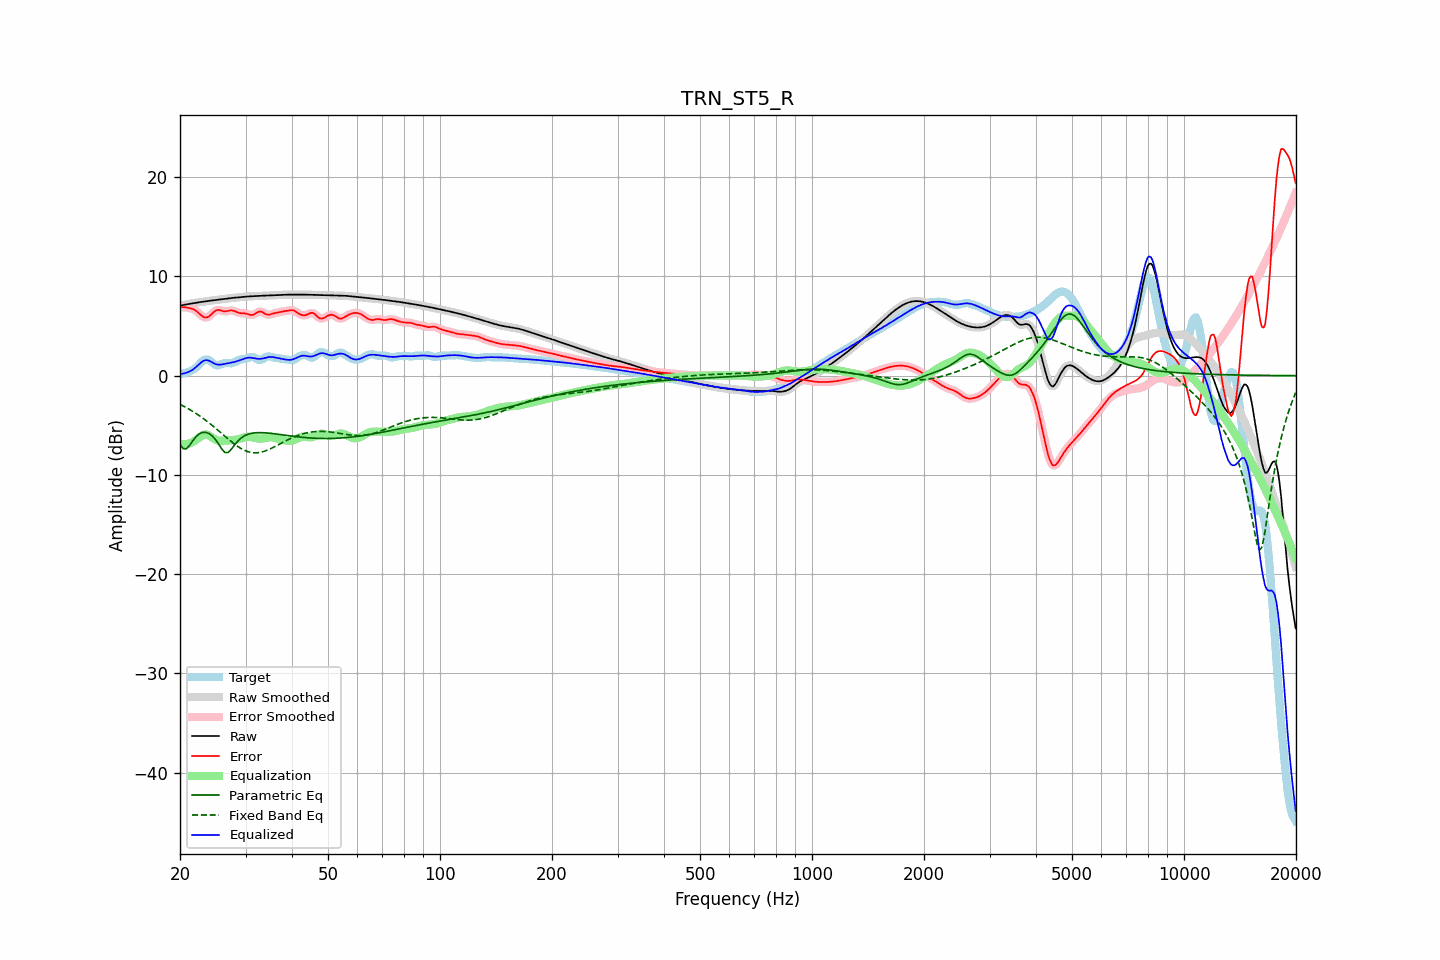 TRN_ST5_R
Amplitude (dBr)
20
10
0
−10
−20
−30
−40
Target
Raw Smoothed
Error Smoothed
Raw
Error
Equalization
Parametric Eq
Fixed Band Eq
Equalized
20 50 100 200 500 1000 2000 5000 10000 20000
Frequency (Hz)